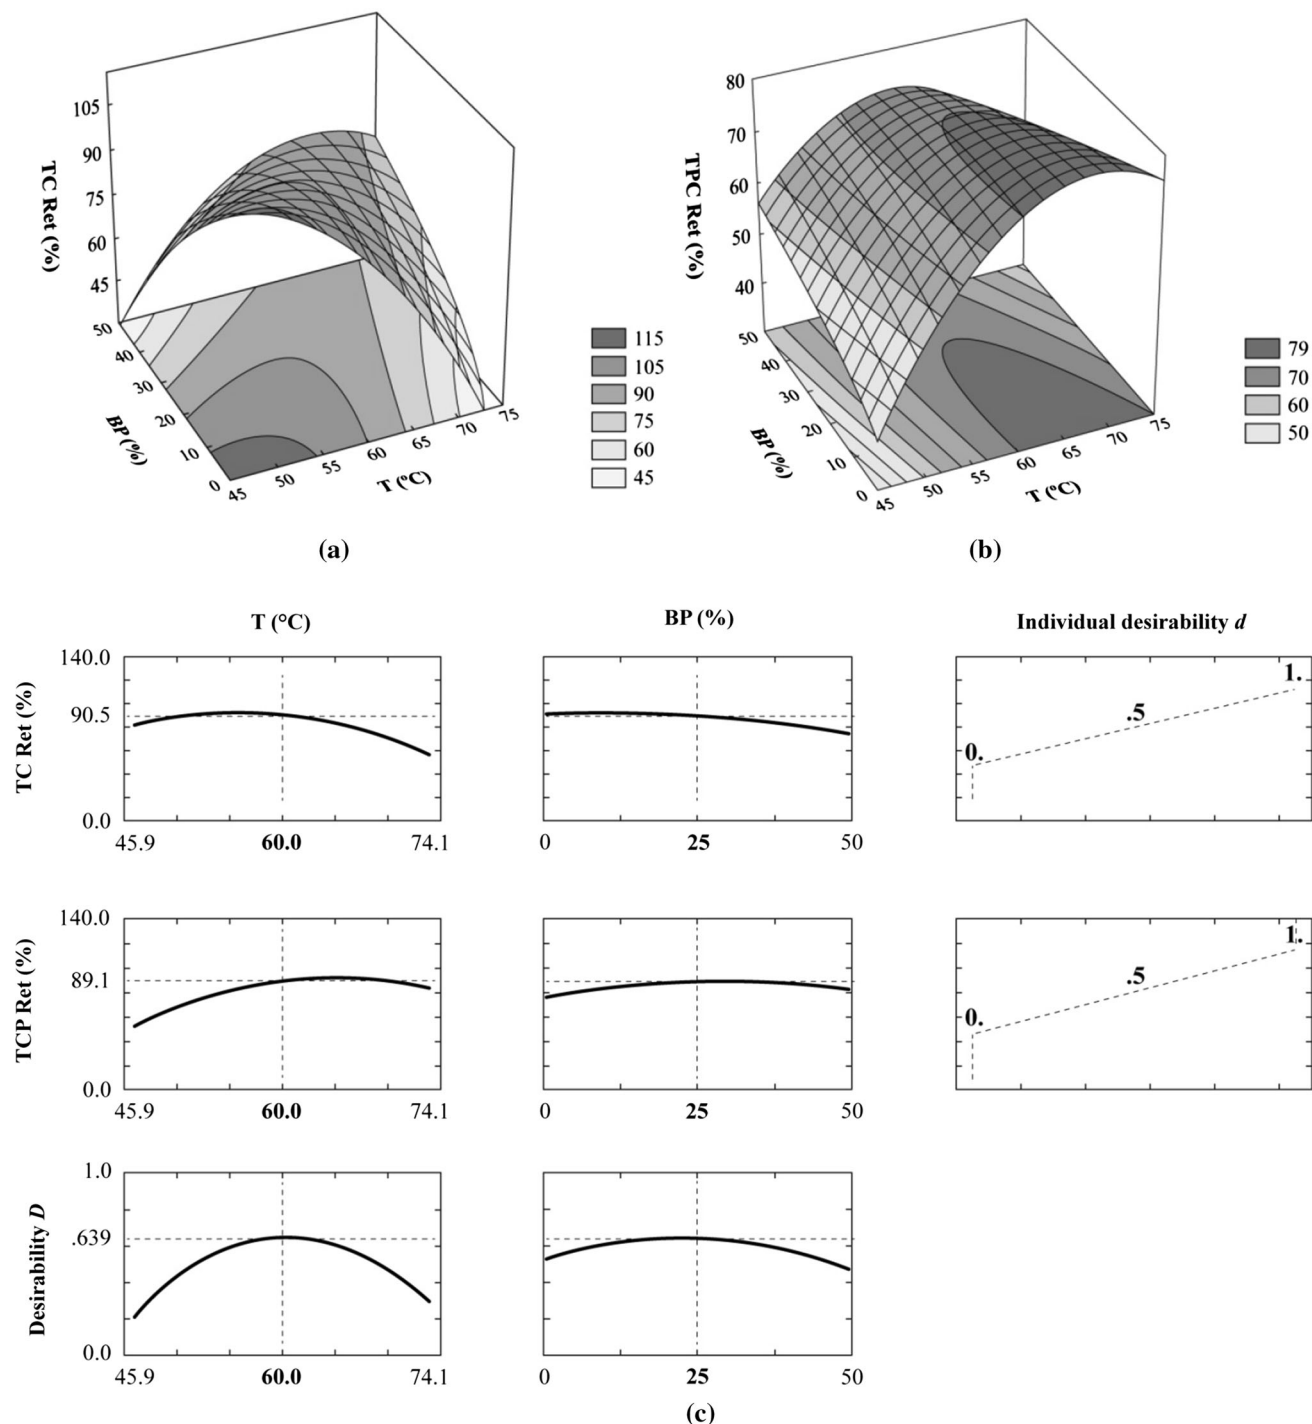 105
90
75
60
45
TC Ret (%)
50
40
30
20
10
0
BP (%)
45
50
55
60
65
70
75
T (ºC)
115
105
90
75
60
45
(a)
80
70
60
50
40
TPC Ret (%)
50
40
30
20
10
0
BP (%)
45
50
55
60
65
70
75
T (ºC)
79
70
60
50
(b)
T (°C)
BP (%)
Individual desirability d
140.0
90.5
0.0
TC Ret (%)
45.9 60.0 74.1
0 25 50
0. .5 1.
140.0
89.1
0.0
TCP Ret (%)
45.9 60.0 74.1
0 25 50
0. .5 1.
1.0
.639
0.0
Desirability D
45.9 60.0 74.1
0 25 50
(c)